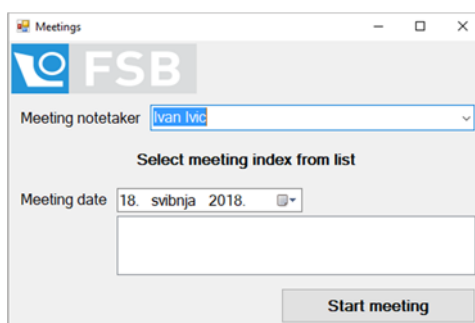 Meetings
FSB
Meeting notetaker Ivan Ivic
Select meeting index from list
Meeting date 18. svibnja 2018.
Start meeting